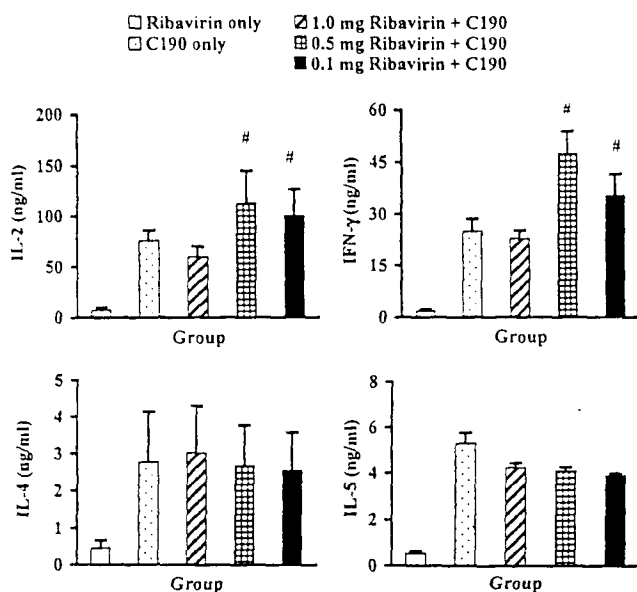 Ribavirin only
C190 only
1.0 mg Ribavirin + C190
0.5 mg Ribavirin + C190
0.1 mg Ribavirin + C190
200
150
100
50
0
IL-2 (ng/ml)
# #
Group
60
45
30
15
0
IFN-γ (ng/ml)
# #
Group
5
4
3
2
1
0
IL-4 (ng/ml)
Group
8
6
4
2
0
IL-5 (ng/ml)
Group